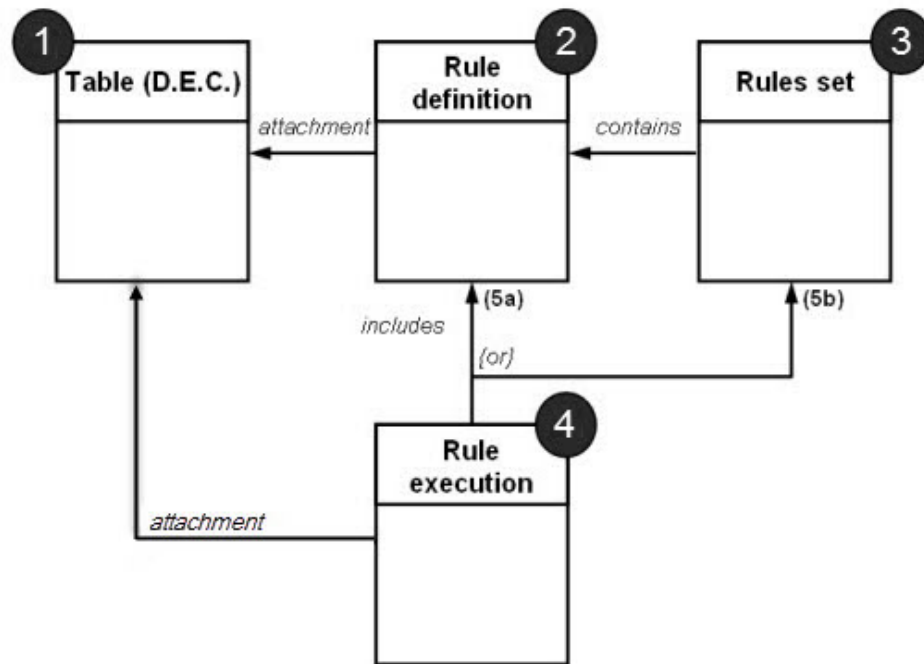 1
Table (D.E.C.)
2
Rule
definition
3
Rules set
attachment
contains
(5a)
(5b)
includes
{or}
4
Rule
execution
attachment